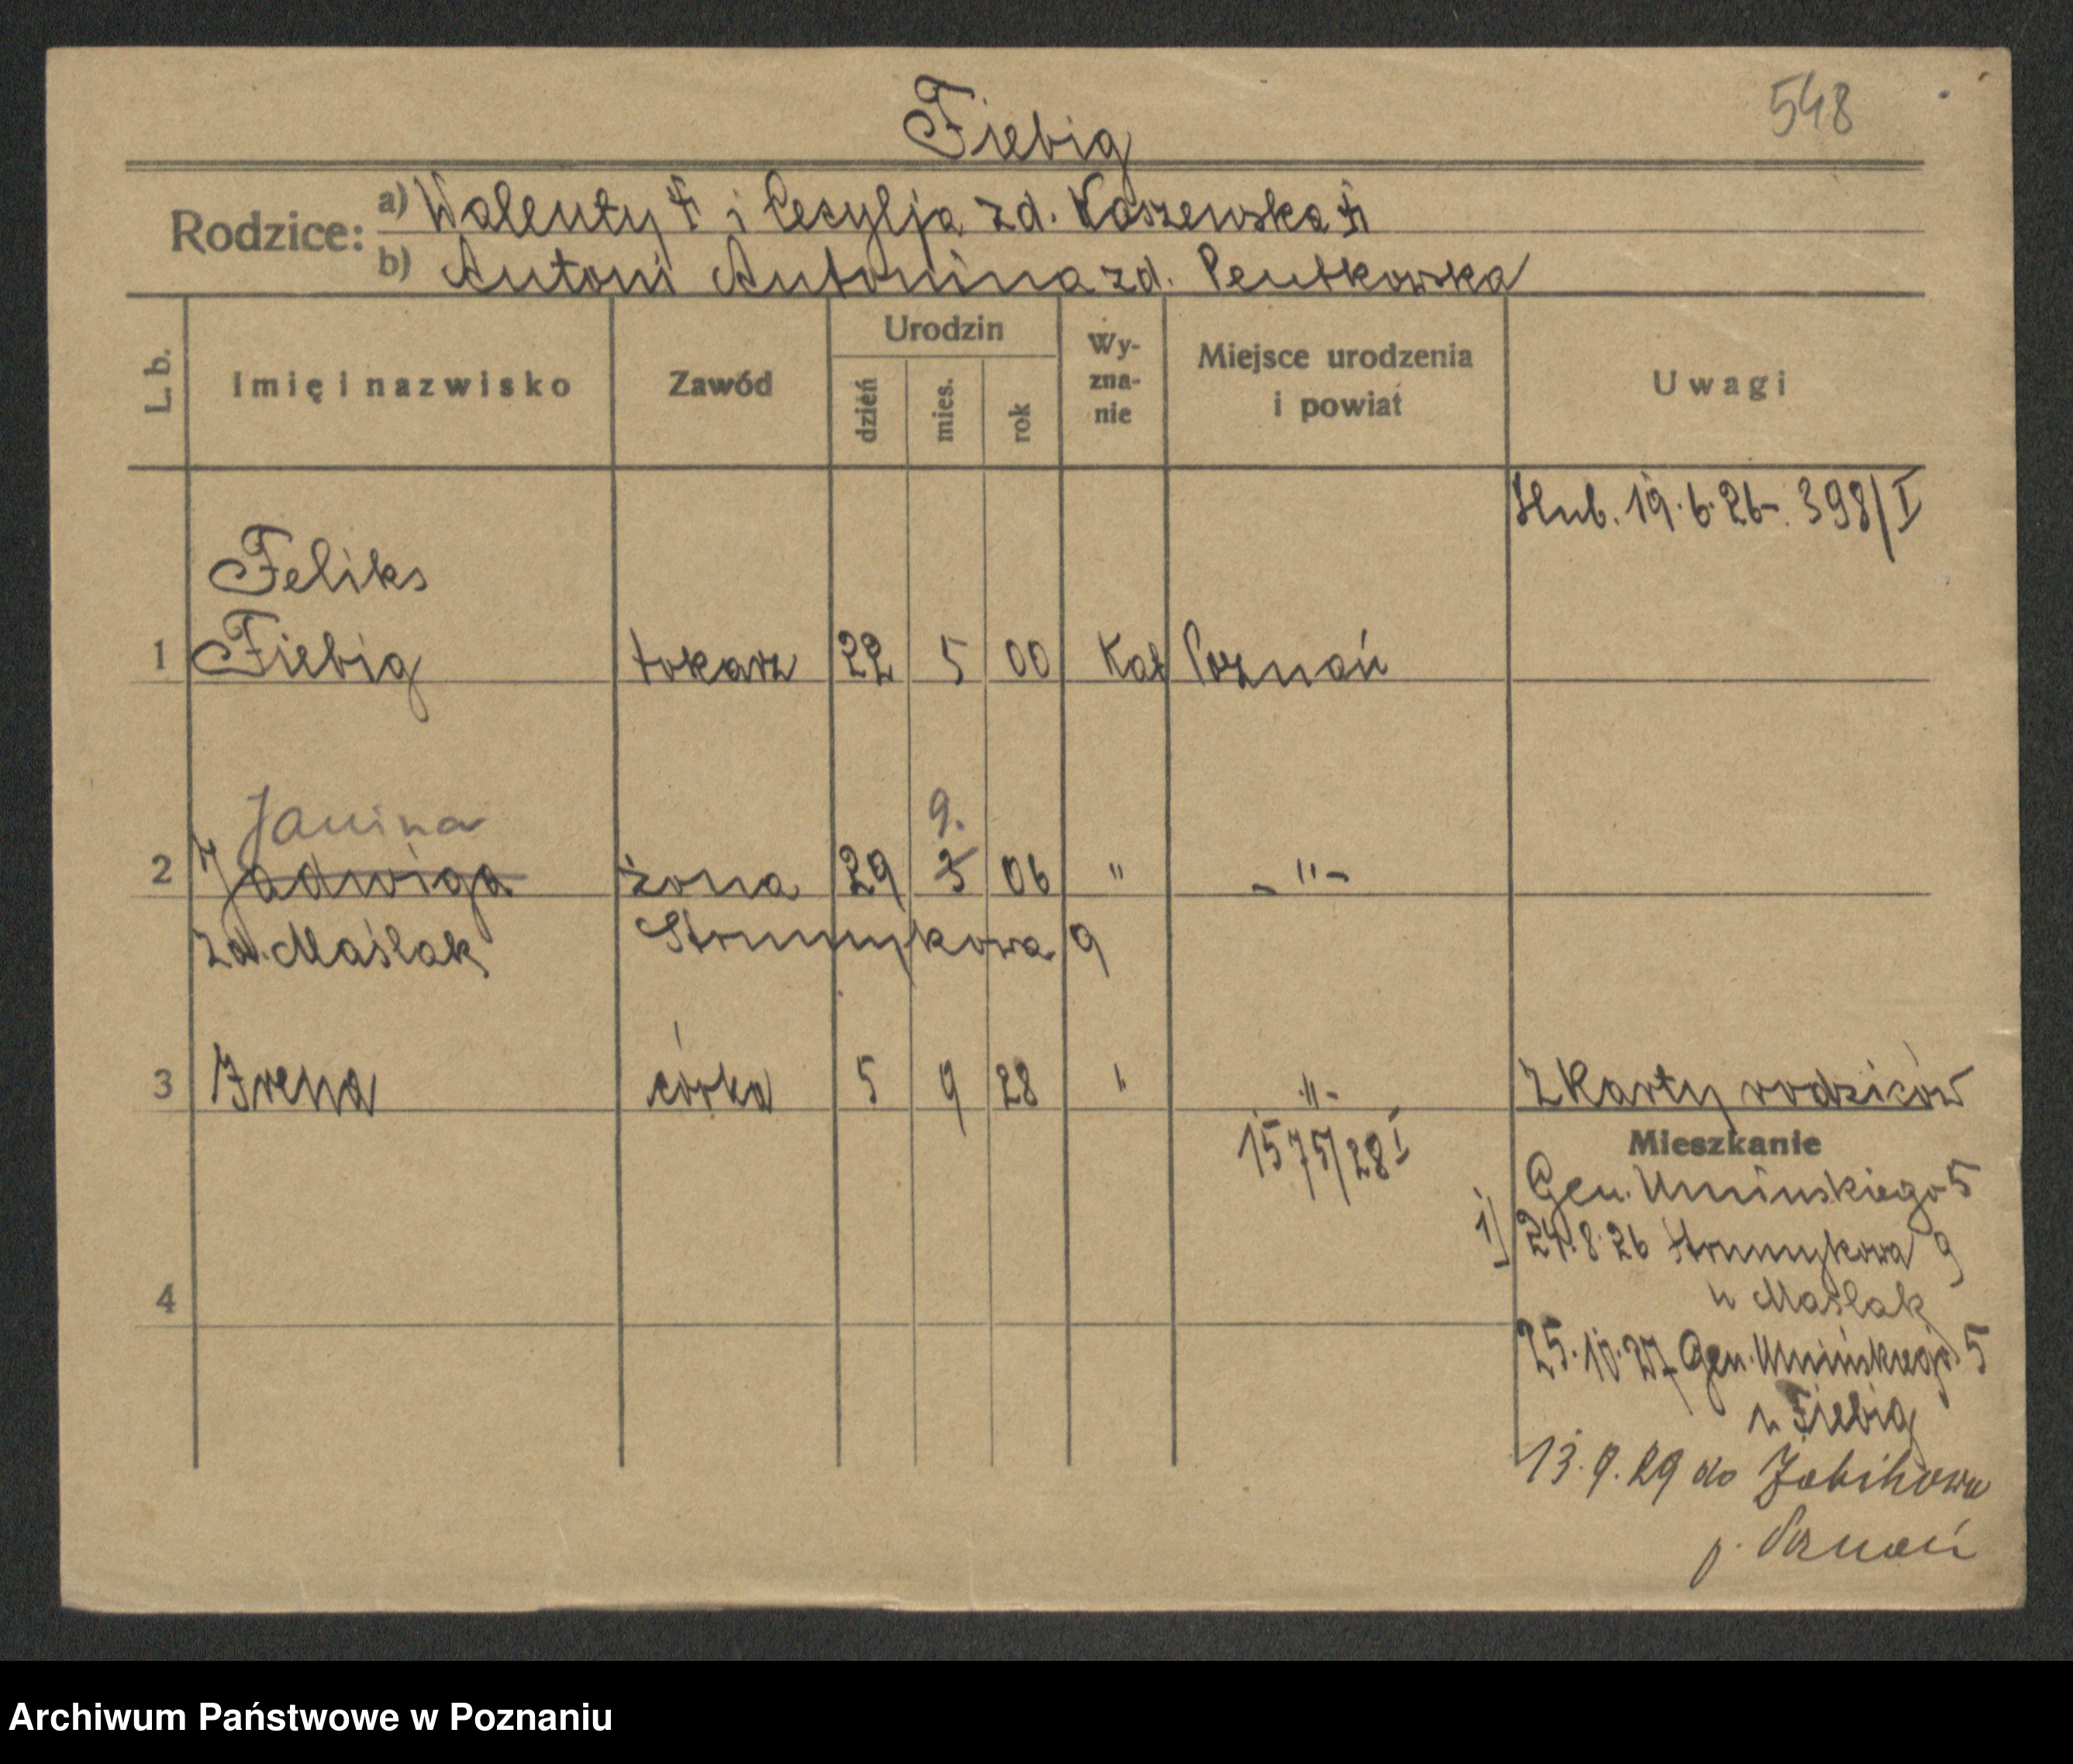 548
Fiebig
Rodzice: a) Walenty † i Cecylja zd. Kaszewska †
b) Antoni Antonina zd. Pentkowska
L. b. Imię i nazwisko Zawód Urodzin dzień mies. rok Wy-zna-nie Miejsce urodzenia i powiat Uwagi
ślub. 19.6.26 - 398/I
Feliks
1 Fiebig tokarz 22 5 00 Kat Poznań
Janina 9.
2 Jadwiga żona 29 3 06 " - " -
zd. Maślak Strumykowa 9
3 Irena córka 5 9 28 " - " - z karty rodziców
1575/28 I
Mieszkanie
Gen. Umińskiego 5
1) 24.8.26 Strumykowa 9
u Maślak
4
25.10.27 Gen. Umińskiego 5
u Fiebig
13.9.29 do Żabikowa
p. Poznań
Archiwum Państwowe w Poznaniu